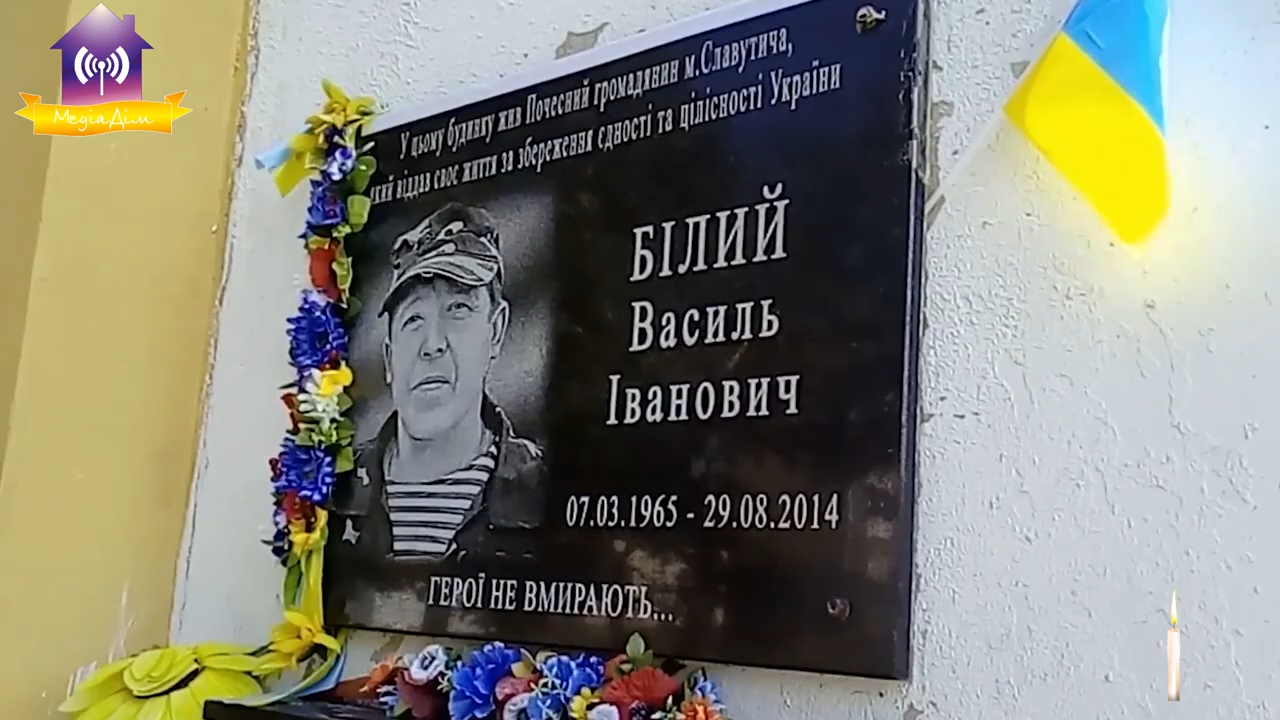 МедіаДім
У цьому будинку жив Почесний громадянин м.Славутича,
який віддав своє життя за збереження єдності та цілісності України
БІЛИЙ
Василь
Іванович
07.03.1965 - 29.08.2014
ГЕРОЇ НЕ ВМИРАЮТЬ...